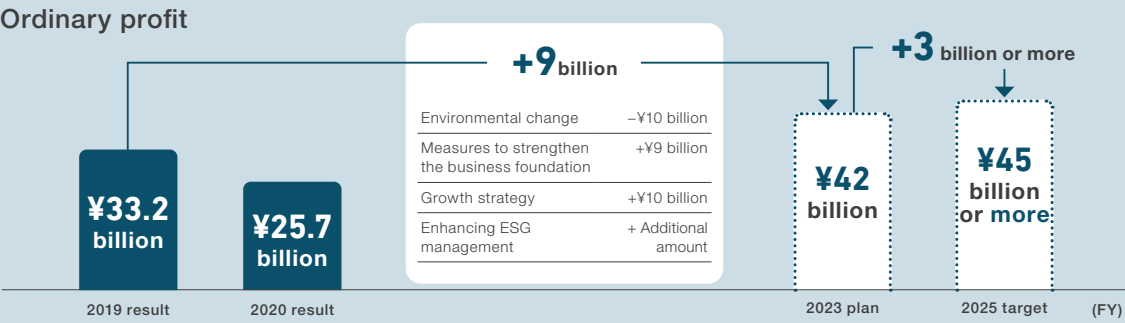 Ordinary profit
¥33.2
billion
2019 result
¥25.7
billion
2020 result
+9 billion
Environmental change −¥10 billion
Measures to strengthen
the business foundation +¥9 billion
Growth strategy +¥10 billion
Enhancing ESG + Additional
management amount
¥42
billion
2023 plan
+3 billion or more
¥45
billion
or more
2025 target
(FY)